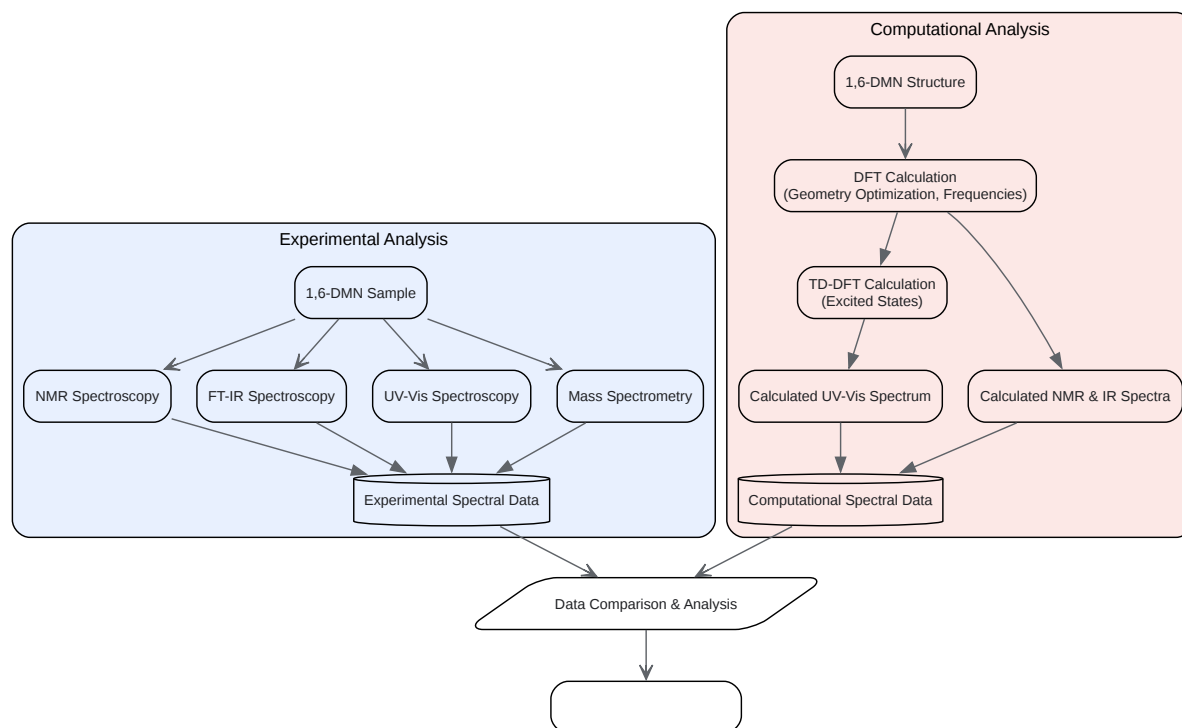 Computational Analysis
1,6-DMN Structure
DFT Calculation
(Geometry Optimization, Frequencies)
Experimental Analysis
1,6-DMN Sample
TD-DFT Calculation
(Excited States)
NMR Spectroscopy
FT-IR Spectroscopy
UV-Vis Spectroscopy
Mass Spectrometry
Calculated UV-Vis Spectrum
Calculated NMR & IR Spectra
Experimental Spectral Data
Computational Spectral Data
Data Comparison & Analysis